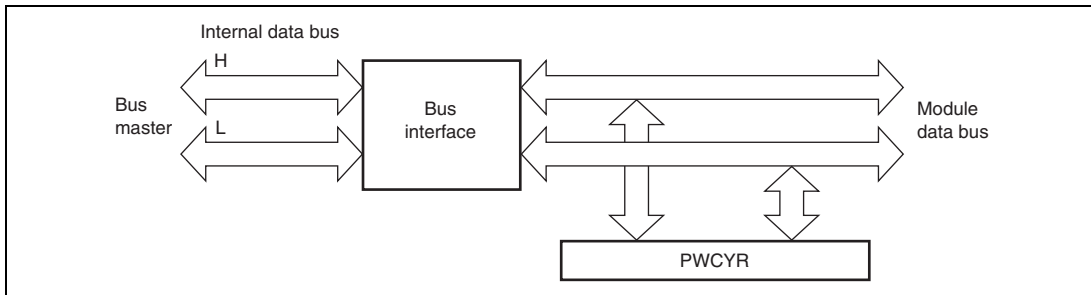 Internal data bus
H
Bus
master
L
Bus
interface
Module
data bus
PWCYR